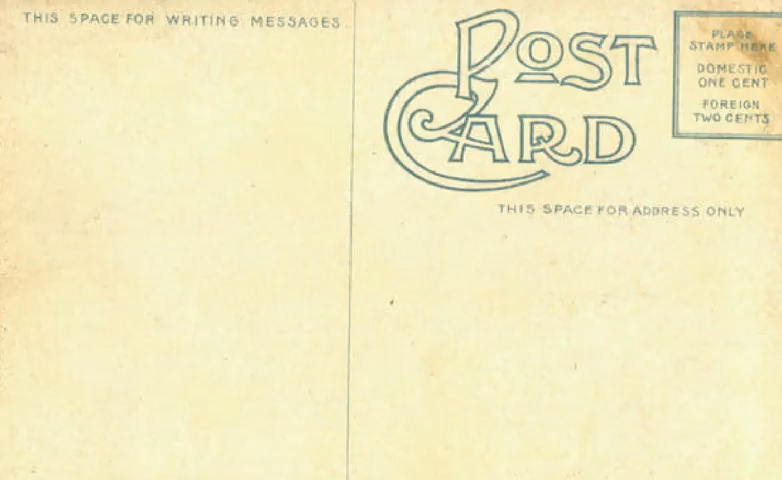 THIS SPACE FOR WRITING MESSAGES
POST
CARD
PLACE
STAMP HERE
DOMESTIC
ONE CENT
FOREIGN
TWO CENTS
THIS SPACE FOR ADDRESS ONLY